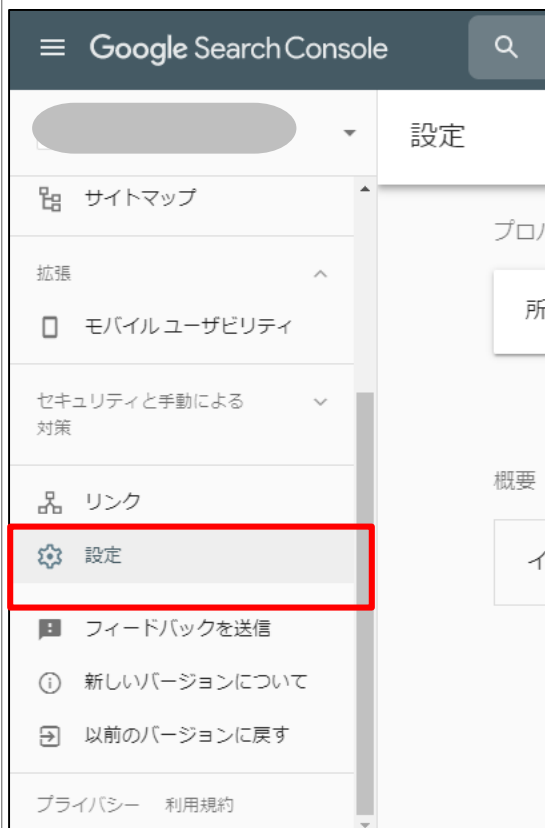 Google Search Console
設定
サイトマップ
プロ
拡張
所
モバイル ユーザビリティ
セキュリティと手動による
対策
概要
リンク
設定
イ
フィードバックを送信
新しいバージョンについて
以前のバージョンに戻す
プライバシー 利用規約